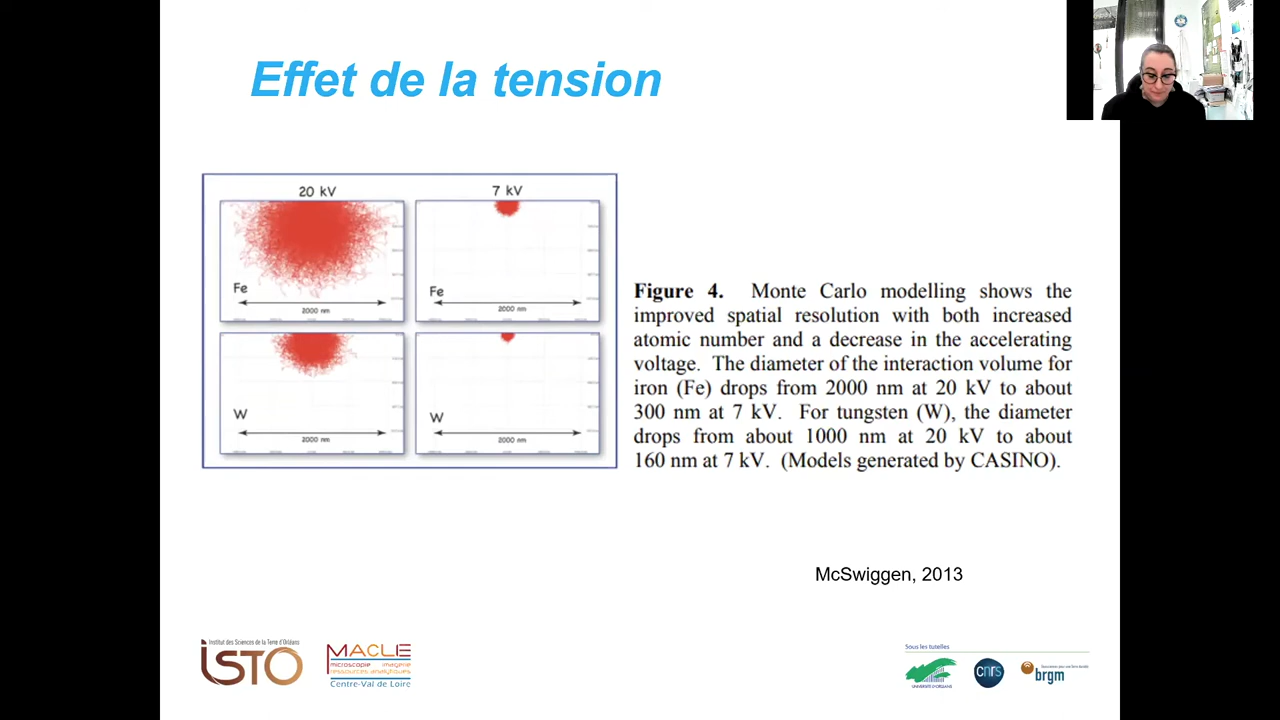 Effet de la tension
20 kV
7 kV
Fe
2000 nm
Fe
2000 nm
W
2000 nm
W
2000 nm
Figure 4. Monte Carlo modelling shows the
improved spatial resolution with both increased
atomic number and a decrease in the accelerating
voltage. The diameter of the interaction volume for
iron (Fe) drops from 2000 nm at 20 kV to about
300 nm at 7 kV. For tungsten (W), the diameter
drops from about 1000 nm at 20 kV to about
160 nm at 7 kV. (Models generated by CASINO).
McSwiggen, 2013
Institut des Sciences de la Terre d'Orléans
iSTO
MACLE
microscopie imagerie
ressources analytiques
Centre-Val de Loire
Sous les tutelles
UNIVERSITÉ D'ORLÉANS
cnrs
brgm